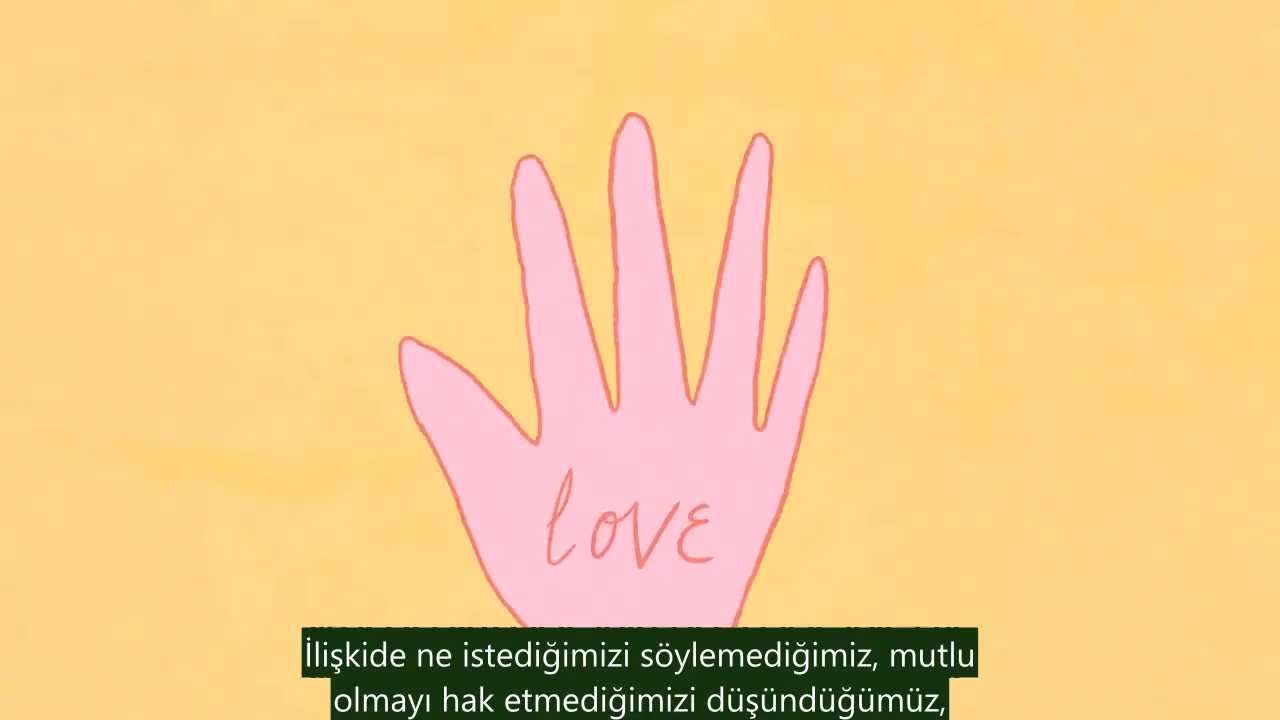 love
İlişkide ne istediğimizi söylemediğimiz, mutlu
olmayı hak etmediğimizi düşündüğümüz,